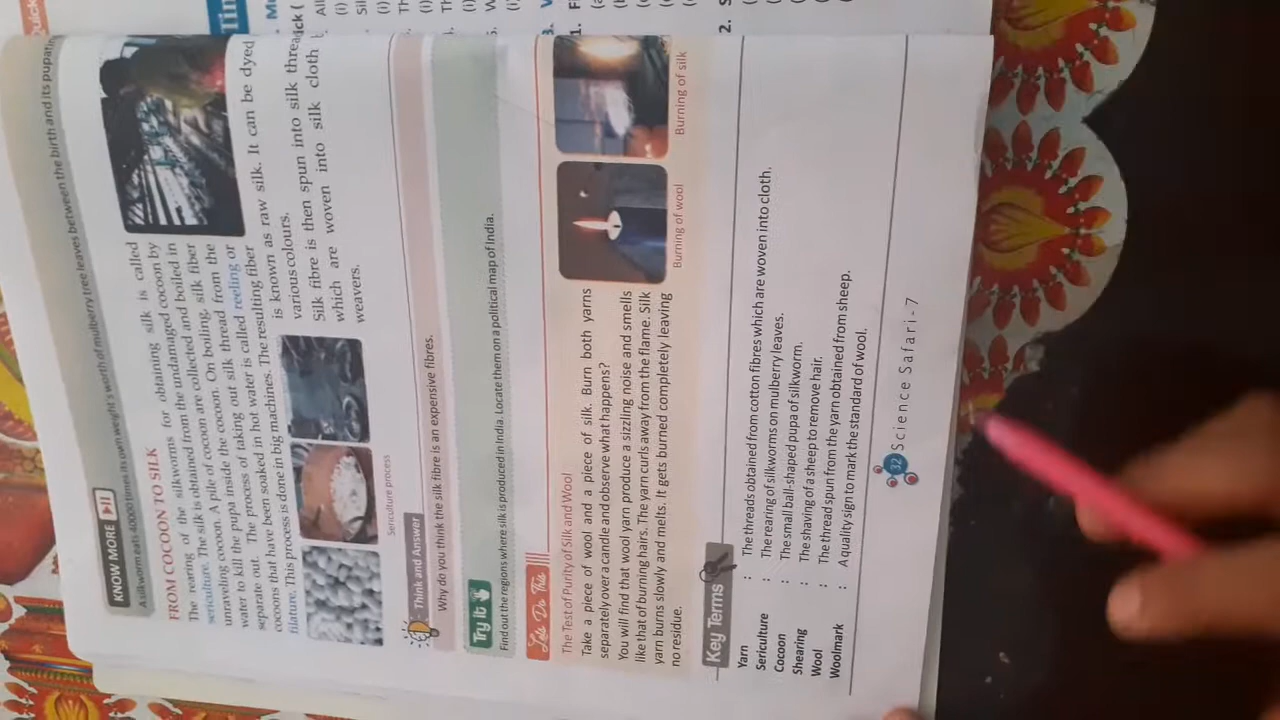 KNOW MORE
A silkworm eats 40000 times its own weight's worth of mulberry tree leaves between the birth and its
FROM COCOON TO SILK
The rearing of the silkworms for obtaining silk is called
sericulture. The silk is obtained from the undamaged cocoon by
unraveling cocoon. A pile of cocoon are collected and boiled in
water to kill the pupa inside the cocoon. On boiling, silk fiber
separate out. The process of taking out silk thread from the
cocoons that have been soaked in hot water is called reeling or
filature. This process is done in big machines. The resulting fiber
is known as raw silk. It can be dyed
various colours.
Silk fibre is then spun into silk
which are woven into silk cloth
weavers.
Sericulture process
Think and Answer
Why do you think the silk fibre is an expensive fibres.
Try It
Find out the regions where silk is produced in India. Locate them on a political map of India.
Lets Do This
The Test of Purity of Silk and Wool
Take a piece of wool and a piece of silk. Burn both yarns
separately over a candle and observe what happens?
You will find that wool yarn produce a sizzling noise and smells
like that of burning hairs. The yarn curls away from the flame. Silk
yarn burns slowly and melts. It gets burned completely leaving
no residue.
Burning of wool
Burning of silk
Key Terms
Yarn : The threads obtained from cotton fibres which are woven into cloth.
Sericulture : The rearing of silkworms on mulberry leaves.
Cocoon : The small ball-shaped pupa of silkworm.
Shearing : The shaving of a sheep to remove hair.
Wool : The thread spun from the yarn obtained from sheep.
Woolmark : A quality sign to mark the standard of wool.
32 Science Safari-7
1.
2.